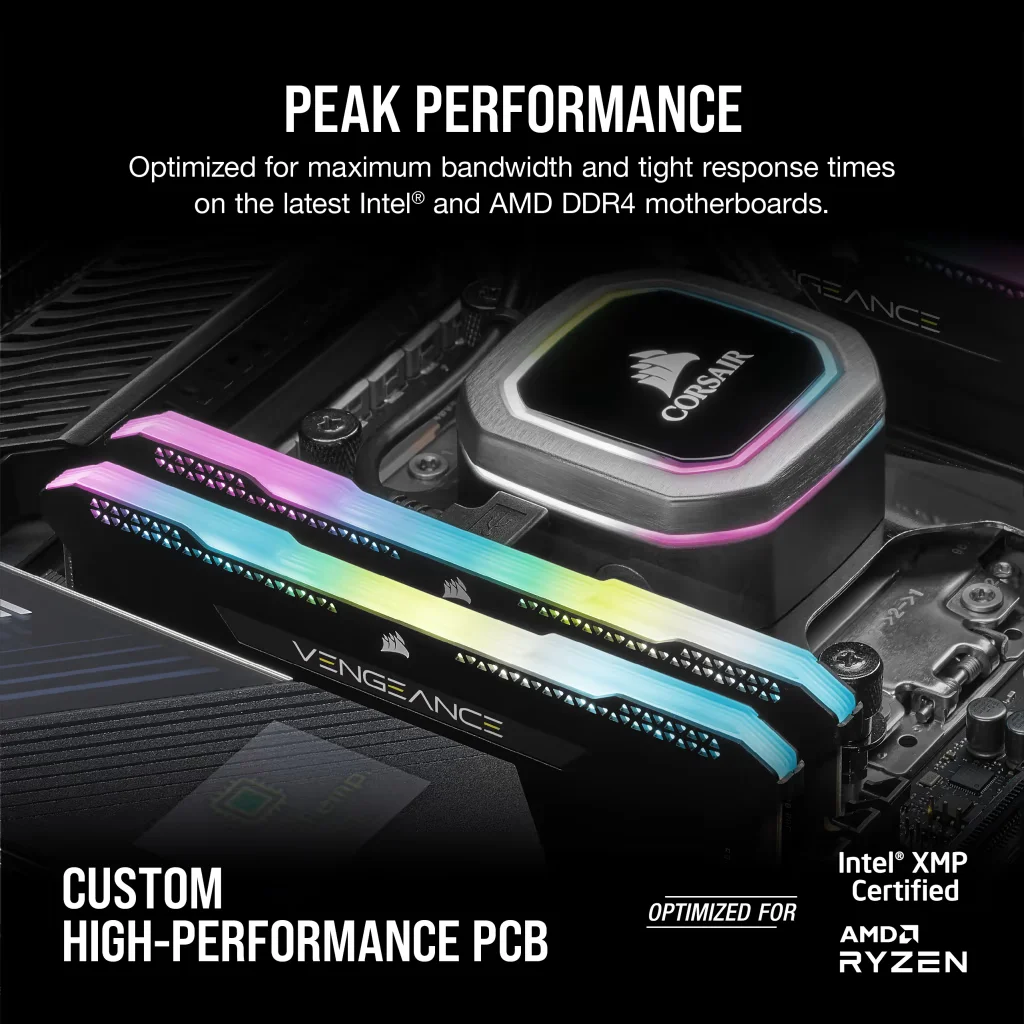 PEAK PERFORMANCE
Optimized for maximum bandwidth and tight response times
on the latest Intel® and AMD DDR4 motherboards.
CORSAIR
VENGEANCE
CUSTOM
HIGH-PERFORMANCE PCB
OPTIMIZED FOR
Intel® XMP
Certified
AMD
RYZEN